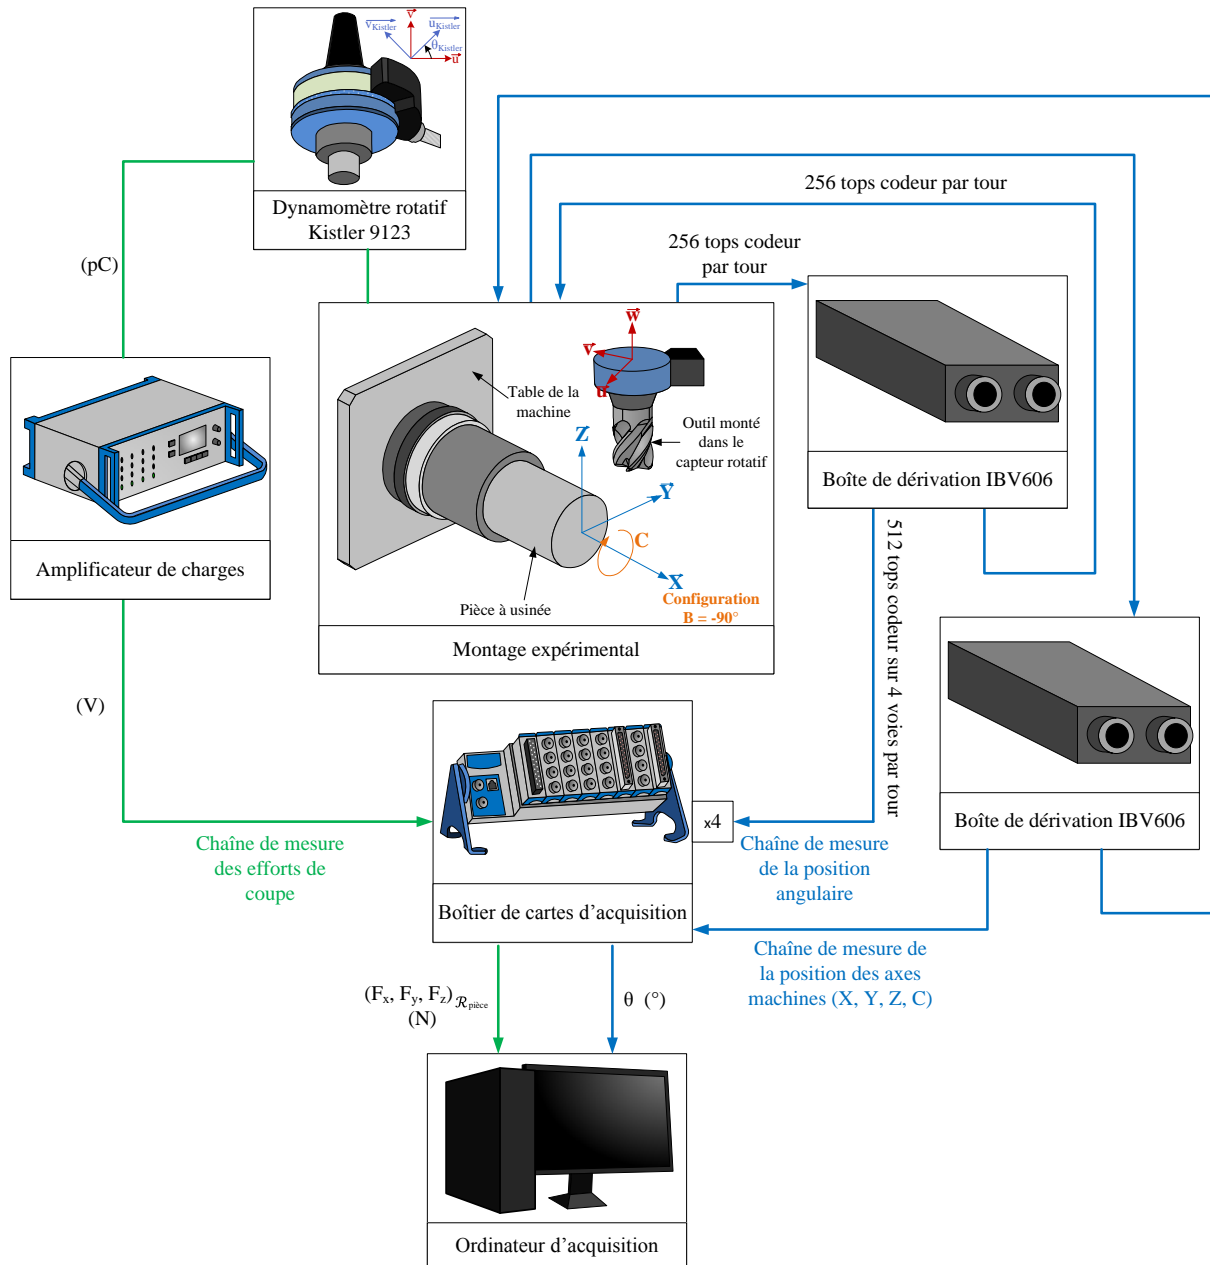 v
v Kistler
u Kistler
θ Kistler
u
Dynamomètre rotatif
Kistler 9123
(pC)
256 tops codeur par tour
256 tops codeur
par tour
Table de la
machine
w
v
u
Outil monté
dans le
capteur rotatif
Z
Y
C
X
Pièce à usinée
Configuration
B = -90°
Montage expérimental
Boîte de dérivation IBV606
Amplificateur de charges
512 tops codeur sur 4 voies par tour
(V)
Boîte de dérivation IBV606
x4
Chaîne de mesure
des efforts de
coupe
Chaîne de mesure
de la position
angulaire
Boîtier de cartes d’acquisition
Chaîne de mesure de
la position des axes
machines (X, Y, Z, C)
(Fx, Fy, Fz) ℛpièce
(N)
θ (°)
Ordinateur d’acquisition